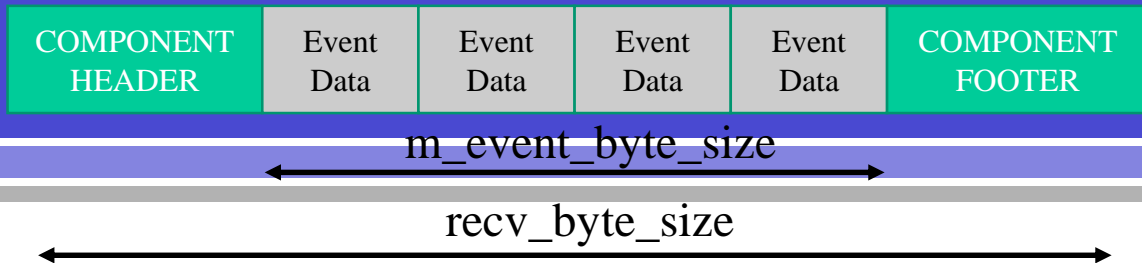 COMPONENT HEADER
Event Data
Event Data
Event Data
Event Data
COMPONENT FOOTER
m_event_byte_size
recv_byte_size